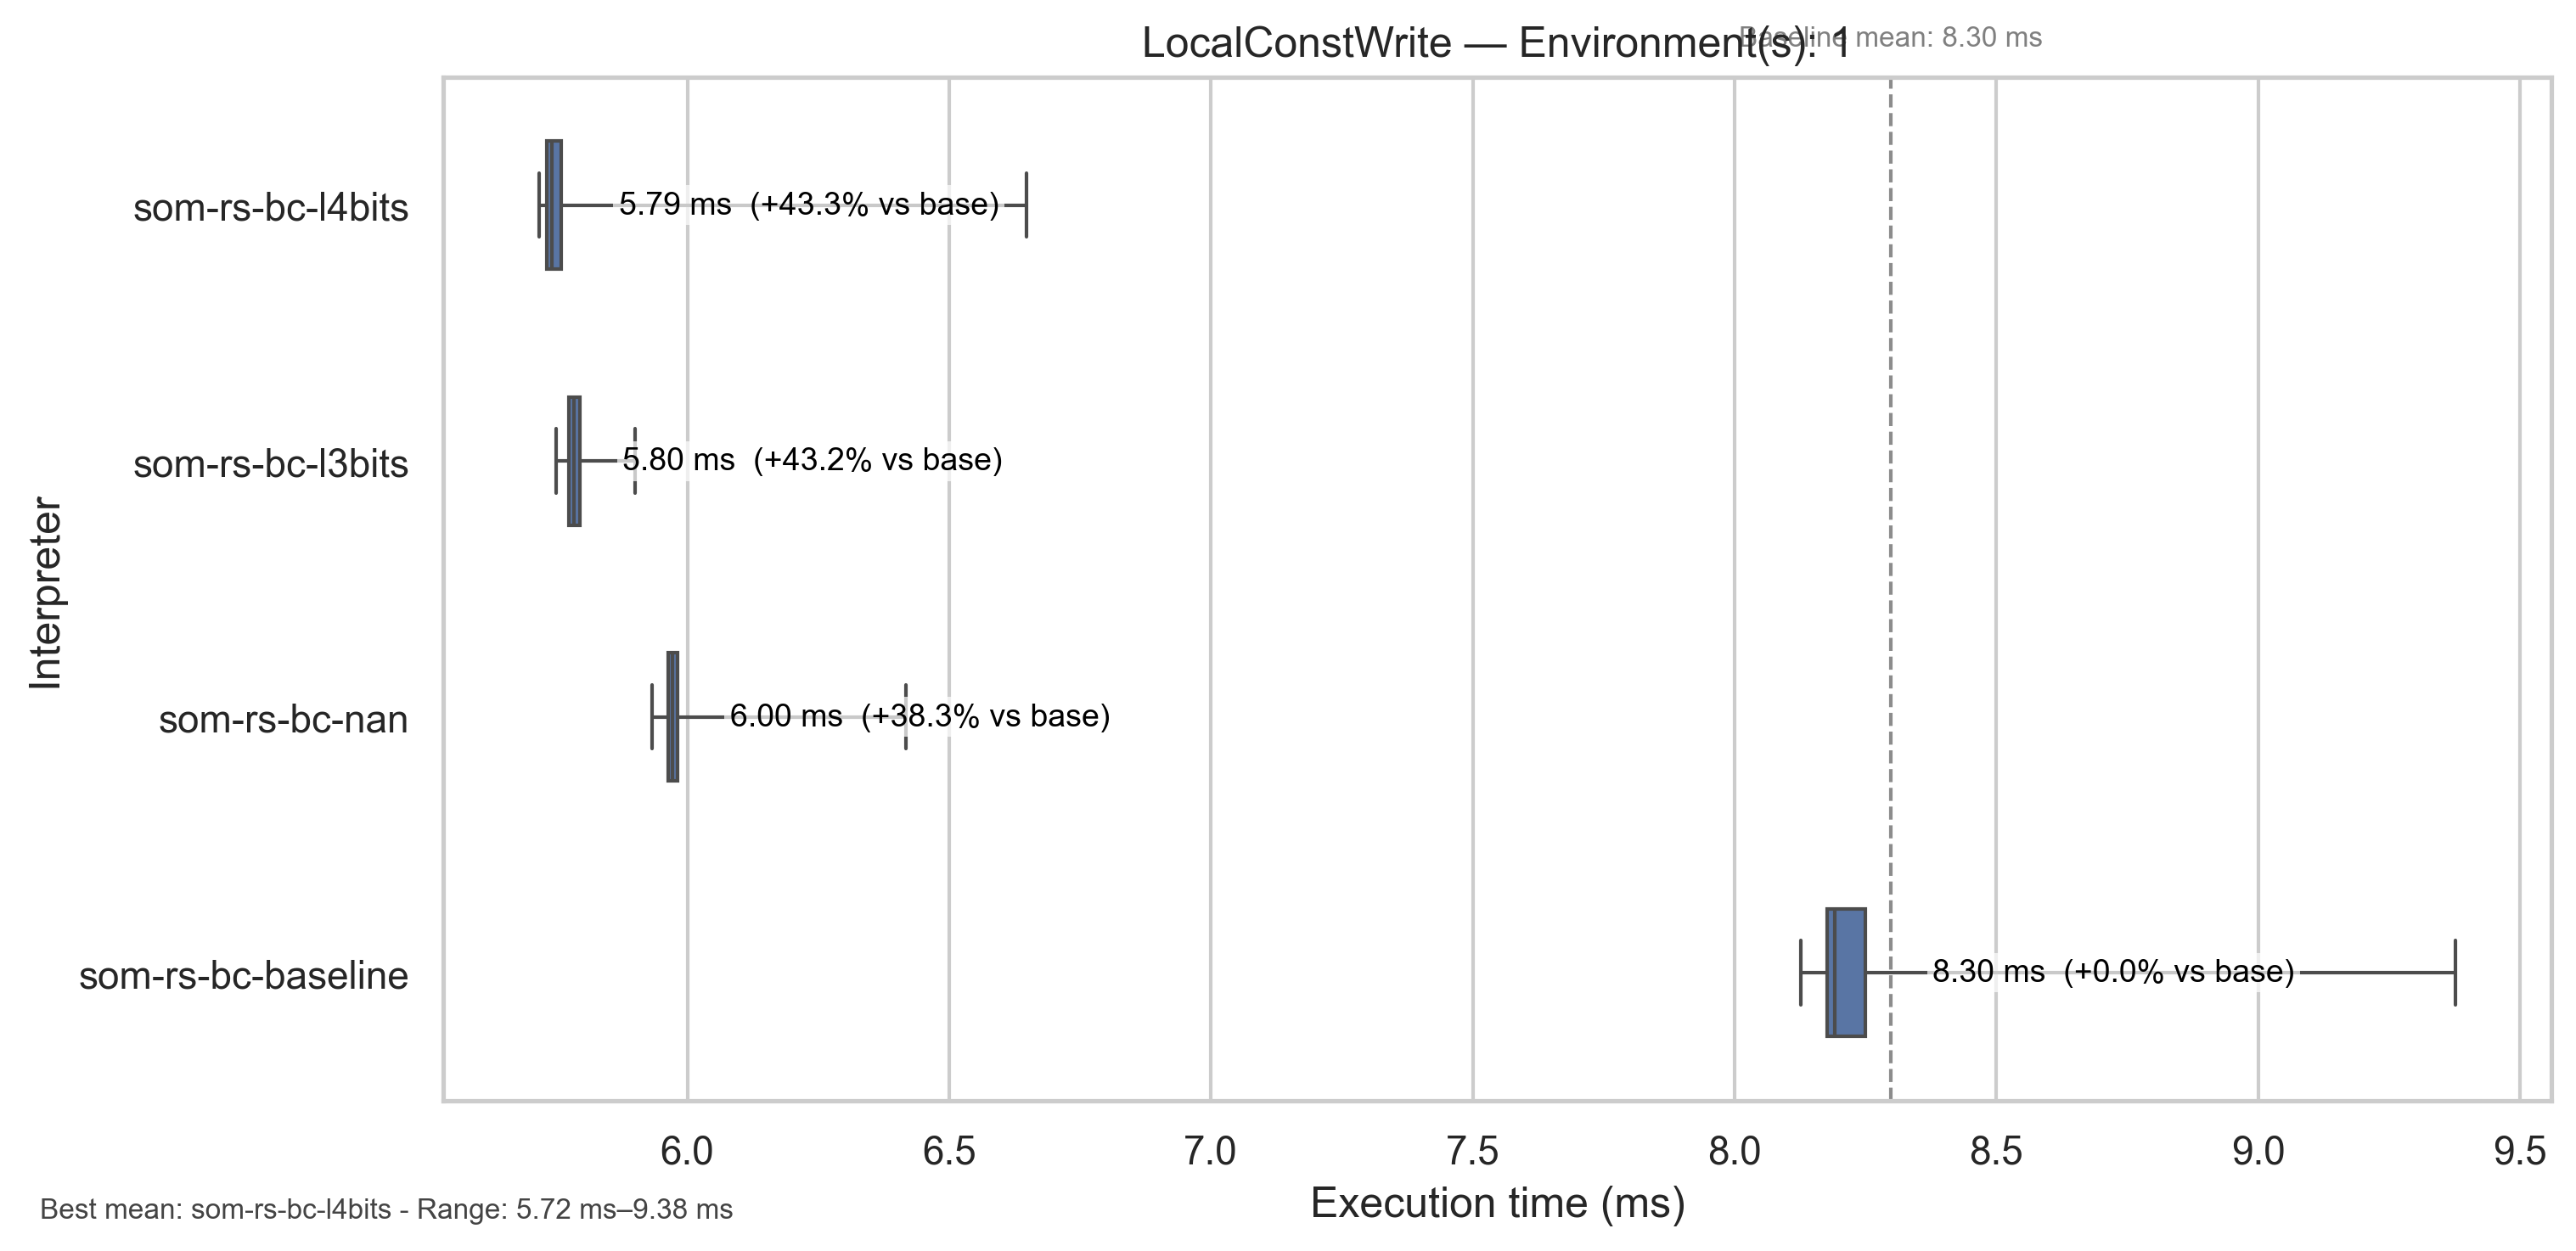 LocalConstWrite — Environment(s): 1
Baseline mean: 8.30 ms
Interpreter
som-rs-bc-l4bits
5.79 ms (+43.3% vs base)
som-rs-bc-l3bits
5.80 ms (+43.2% vs base)
som-rs-bc-nan
6.00 ms (+38.3% vs base)
som-rs-bc-baseline
8.30 ms (+0.0% vs base)
6.0 6.5 7.0 7.5 8.0 8.5 9.0 9.5
Execution time (ms)
Best mean: som-rs-bc-l4bits - Range: 5.72 ms–9.38 ms